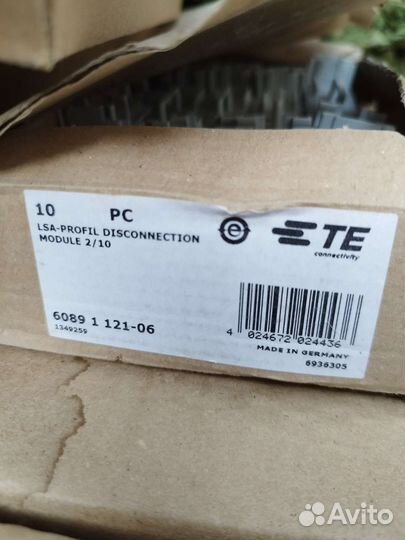 10 PC
LSA-PROFIL DISCONNECTION
MODULE 2/10
e
TE
connectivity
6089 1 121-06
1349259
4 024672 024436
MADE IN GERMANY
6936305
Avito